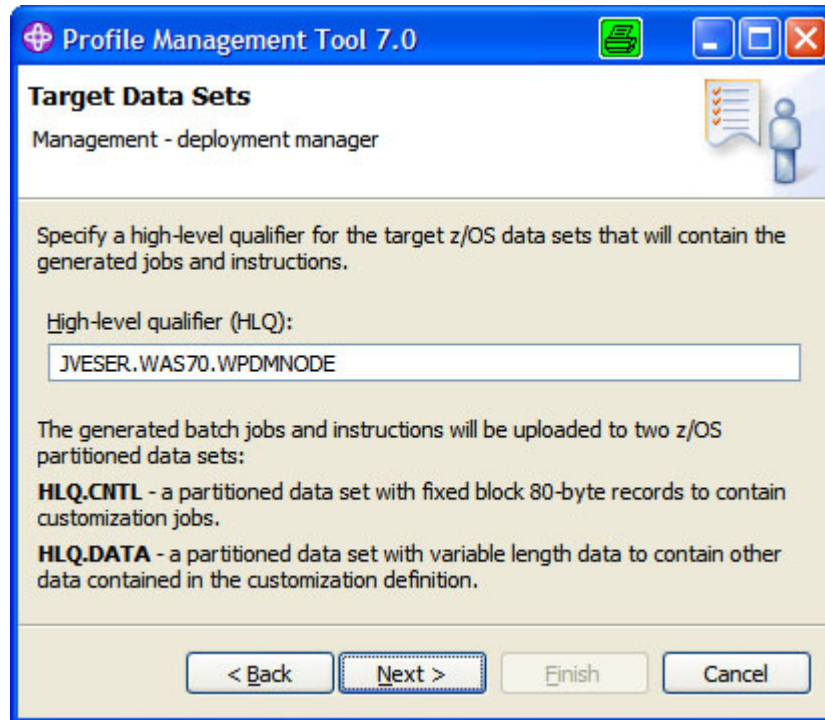 Profile Management Tool 7.0
Target Data Sets
Management - deployment manager
Specify a high-level qualifier for the target z/OS data sets that will contain the
generated jobs and instructions.
High-level qualifier (HLQ):
JVESER.WAS70.WPDMNODE
The generated batch jobs and instructions will be uploaded to two z/OS
partitioned data sets:
HLQ.CNTL - a partitioned data set with fixed block 80-byte records to contain
customization jobs.
HLQ.DATA - a partitioned data set with variable length data to contain other
data contained in the customization definition.
< Back Next > Finish Cancel